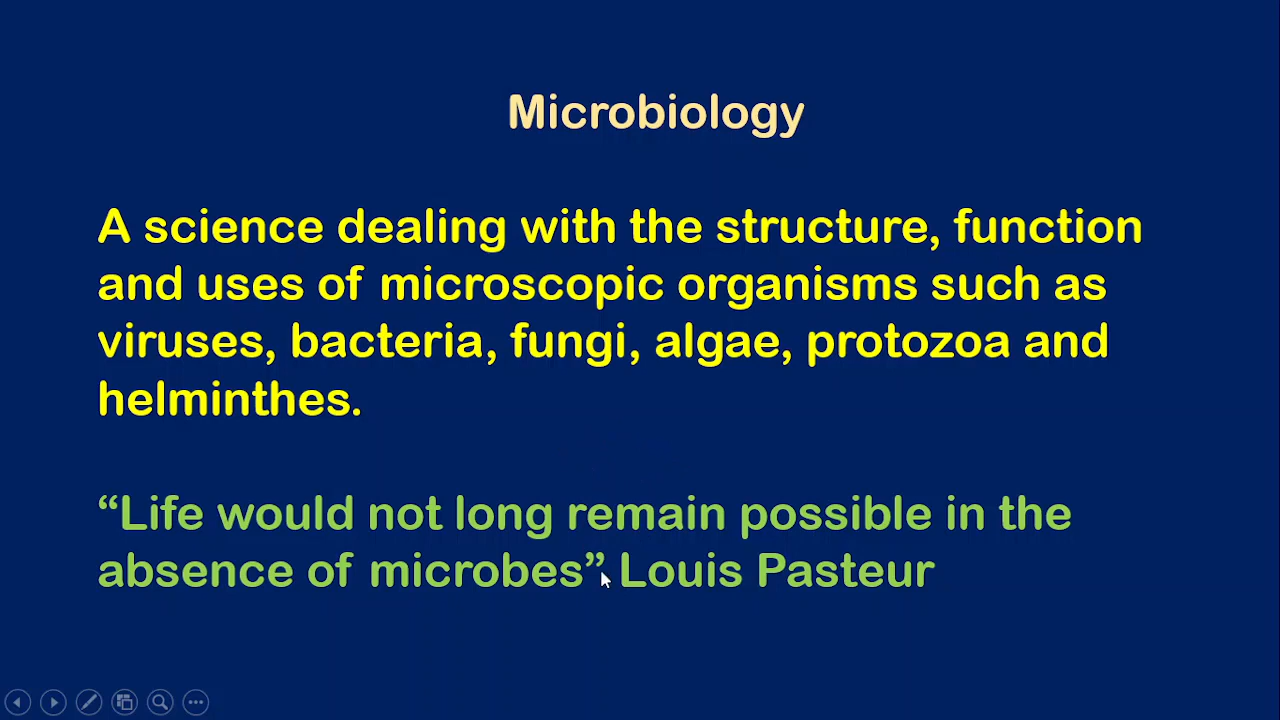 Microbiology
A science dealing with the structure, function
and uses of microscopic organisms such as
viruses, bacteria, fungi, algae, protozoa and
helminthes.
“Life would not long remain possible in the
absence of microbes” Louis Pasteur